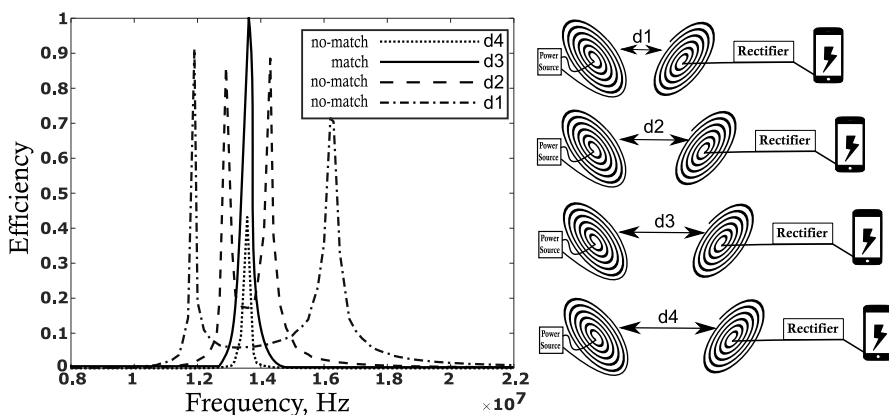 1
0.9
0.8
0.7
0.6
0.5
0.4
0.3
0.2
0.1
0
Efficiency
no-match d4
match d3
no-match d2
no-match d1
0.8 1 1.2 1.4 1.6 1.8 2 2.2
Frequency, Hz ×10⁷
d1
Power
Source
Rectifier
d2
Power
Source
Rectifier
d3
Power
Source
Rectifier
d4
Power
Source
Rectifier